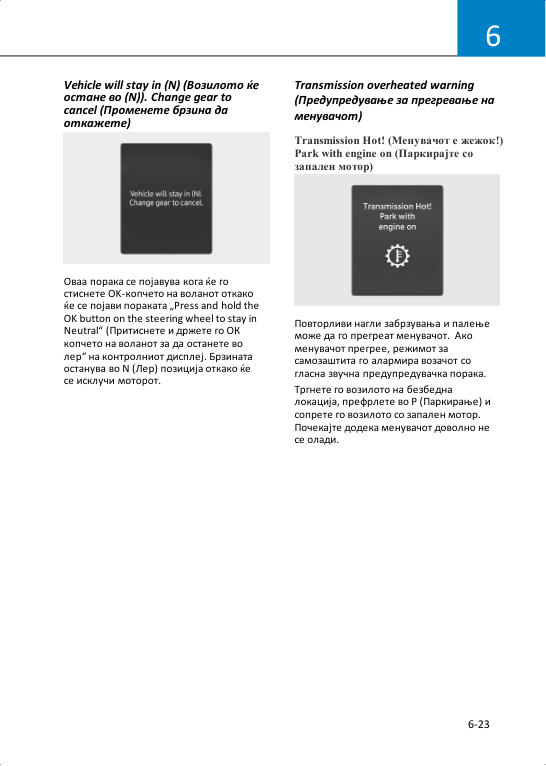 6
Vehicle will stay in (N) (Возилото ќе
остане во (N)). Change gear to
cancel (Променете брзина да
откажете)
Vehicle will stay in (N).
Change gear to cancel.
Оваа порака се појавува кога ќе го
стиснете OK-копчето на воланот откако
ќе се појави пораката „Press and hold the
OK button on the steering wheel to stay in
Neutral“ (Притиснете и држете го OК
копчето на воланот за да останете во
лер“ на контролниот дисплеј. Брзината
останува во N (Лер) позиција откако ќе
се исклучи моторот.
Transmission overheated warning
(Предупредување за прегревање на
менувачот)
Transmission Hot! (Менувачот е жежок!)
Park with engine on (Паркирајте со
запален мотор)
Transmission Hot!
Park with
engine on
Повторливи нагли забрзувања и палење
може да го прегреат менувачот.  Ако
менувачот прегрее, режимот за
самозаштита го алармира возачот со
гласна звучна предупредувачка порака.
Тргнете го возилото на безбедна
локација, префрлете во P (Паркирање) и
сопрете го возилото со запален мотор.
Почекајте додека менувачот доволно не
се олади.
6-23